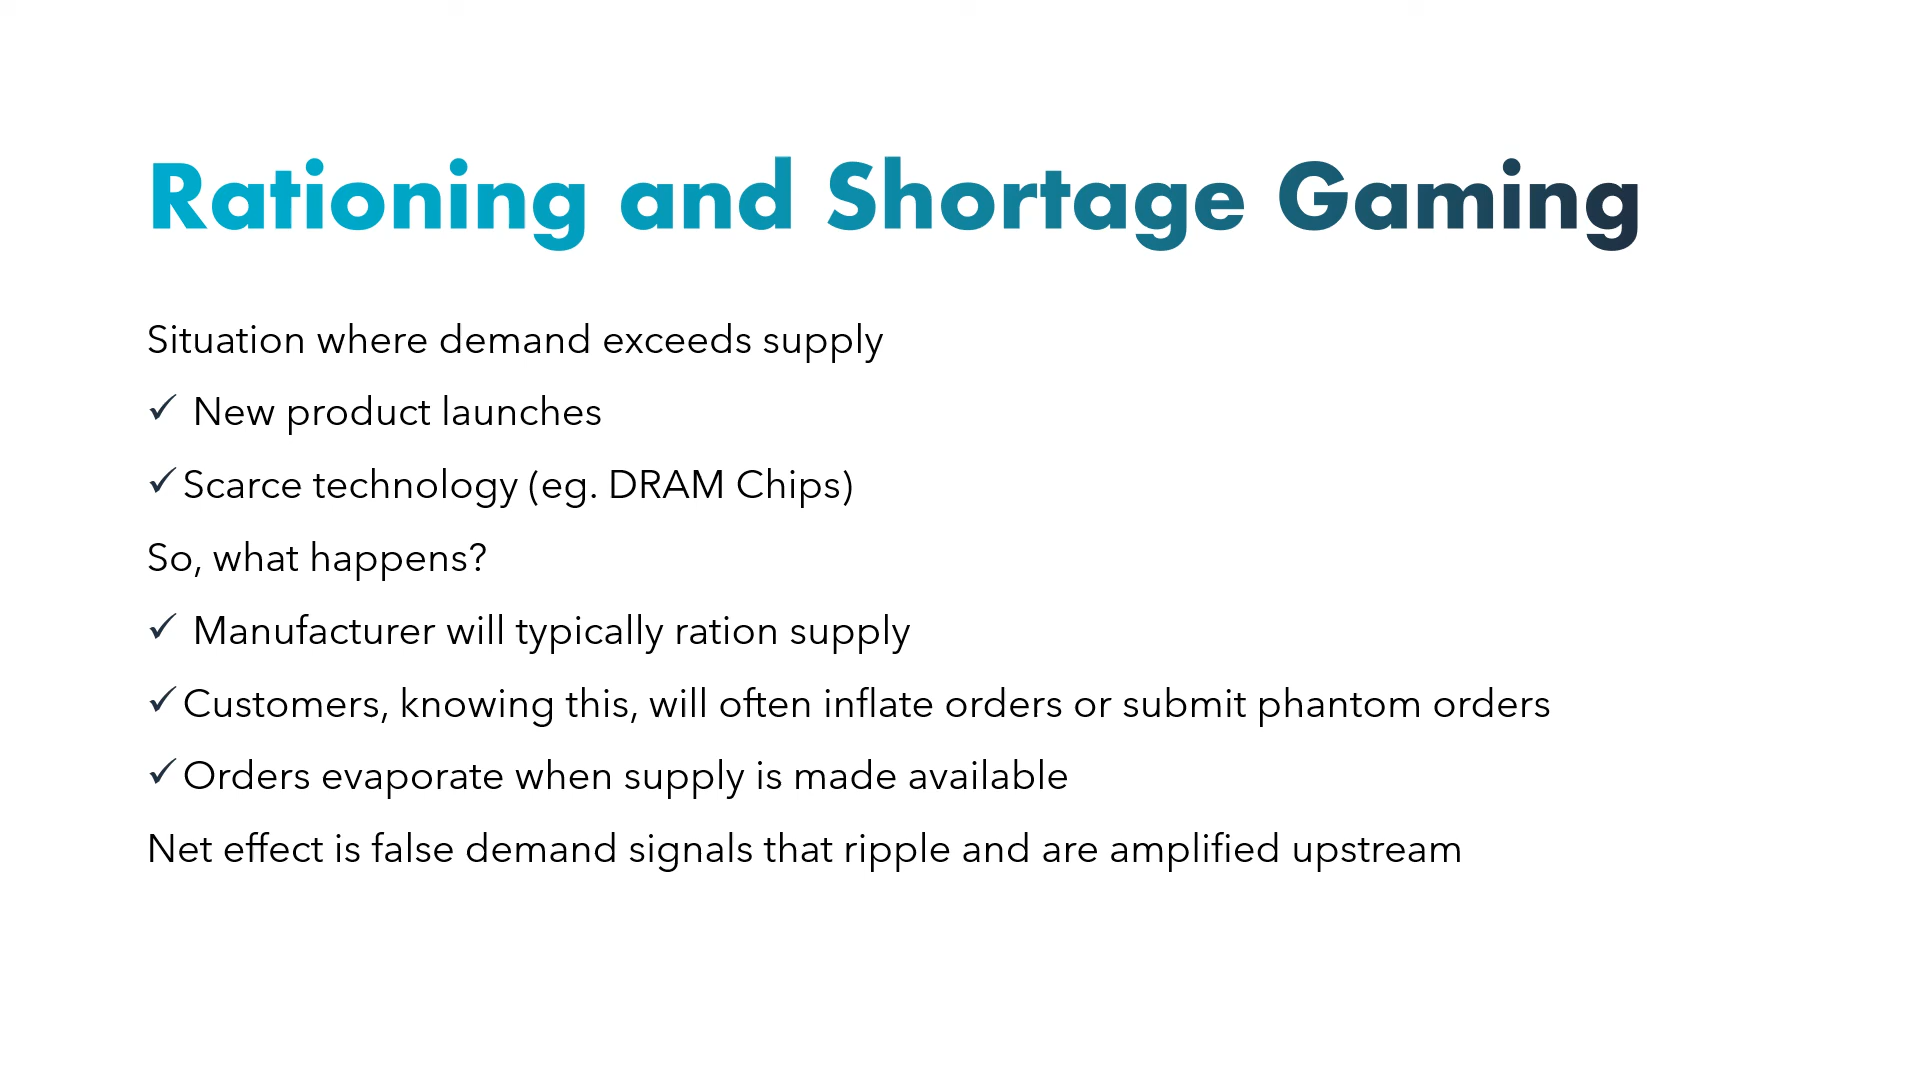 Rationing and Shortage Gaming
Situation where demand exceeds supply
✓ New product launches
✓ Scarce technology (eg. DRAM Chips)
So, what happens?
✓ Manufacturer will typically ration supply
✓ Customers, knowing this, will often inflate orders or submit phantom orders
✓ Orders evaporate when supply is made available
Net effect is false demand signals that ripple and are amplified upstream